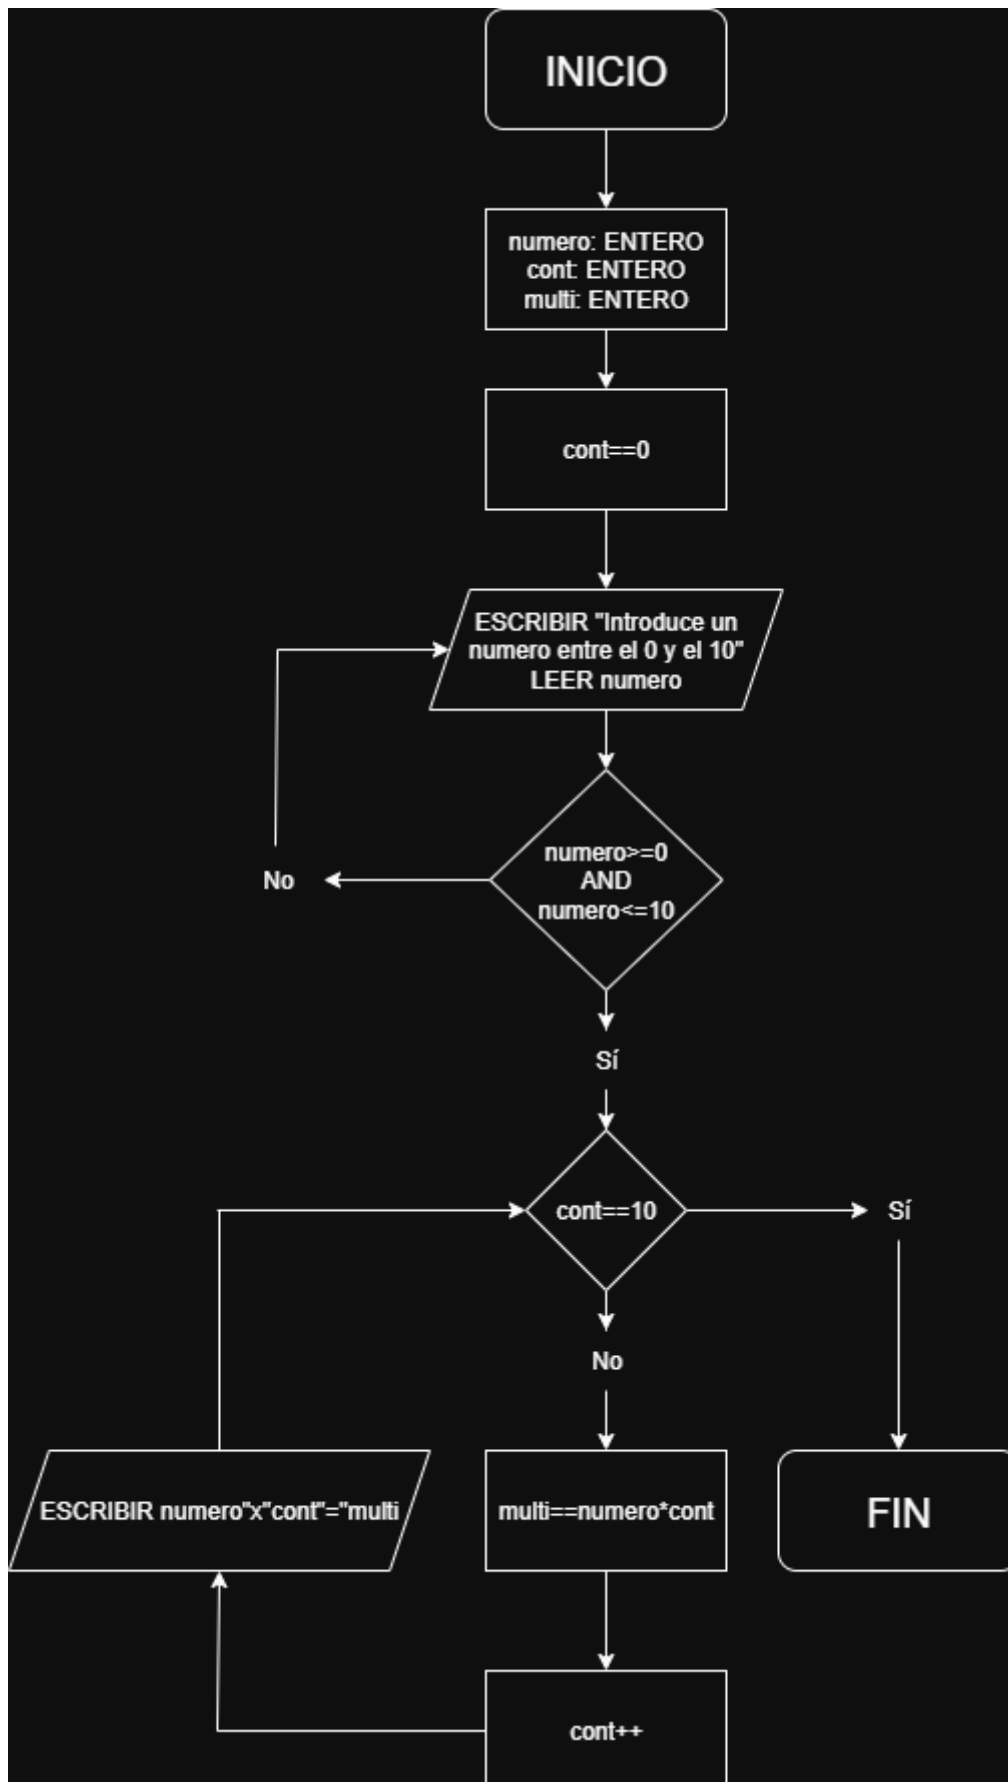 INICIO
numero: ENTERO
cont: ENTERO
multi: ENTERO
cont==0
ESCRIBIR "Introduce un
numero entre el 0 y el 10"
LEER numero
numero>=0
AND
numero<=10
No
Sí
cont==10
Sí
No
ESCRIBIR numero"x"cont"="multi
multi==numero*cont
FIN
cont++